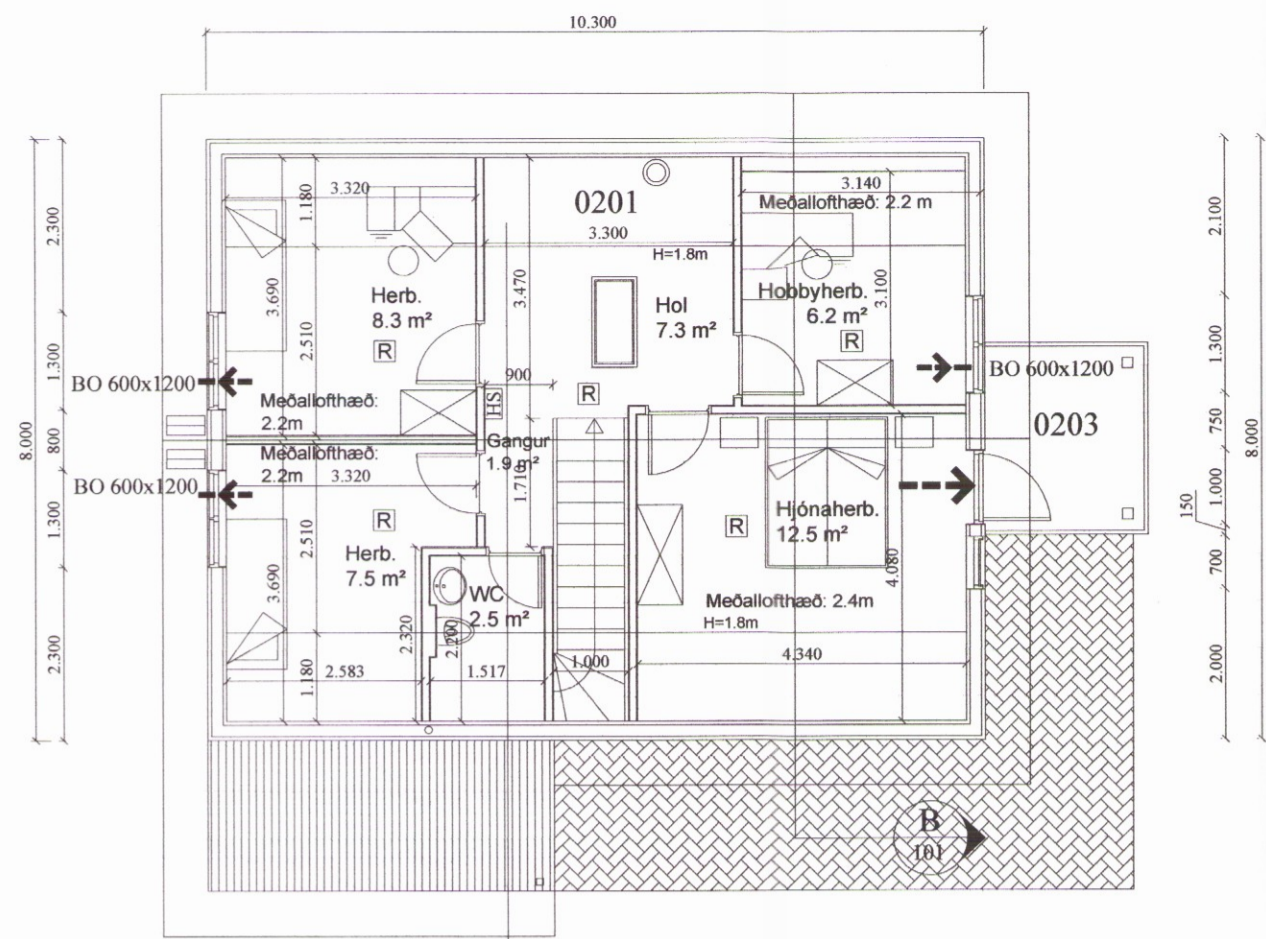 10.300
0201
3.320
1.180
3.300
H=1.8m
3.140
Meðallofthæð: 2.2 m
2.300
2.100
3.470
3.690
Herb.
8.3 m²
2.510
R
Hol
7.3 m²
Hobbyherb.
6.2 m²
3.100
R
1.300
1.300
BO 600x1200
BO 600x1200
900
R
HS
Meðallofthæð:
2.2m
Gangur
1.9 m²
1.710
0203
8.000
800
750
8.000
Meðallofthæð:
2.2m
3.320
BO 600x1200
R
R
Hjónaherb.
12.5 m²
1.300
1.000
150
2.510
Herb.
7.5 m²
3.690
WC
2.5 m²
4.080
700
Meðallofthæð: 2.4m
H=1.8m
2.320
2.200
2.300
1.180
2.583
1.517
1.000
4.340
2.000
B
101